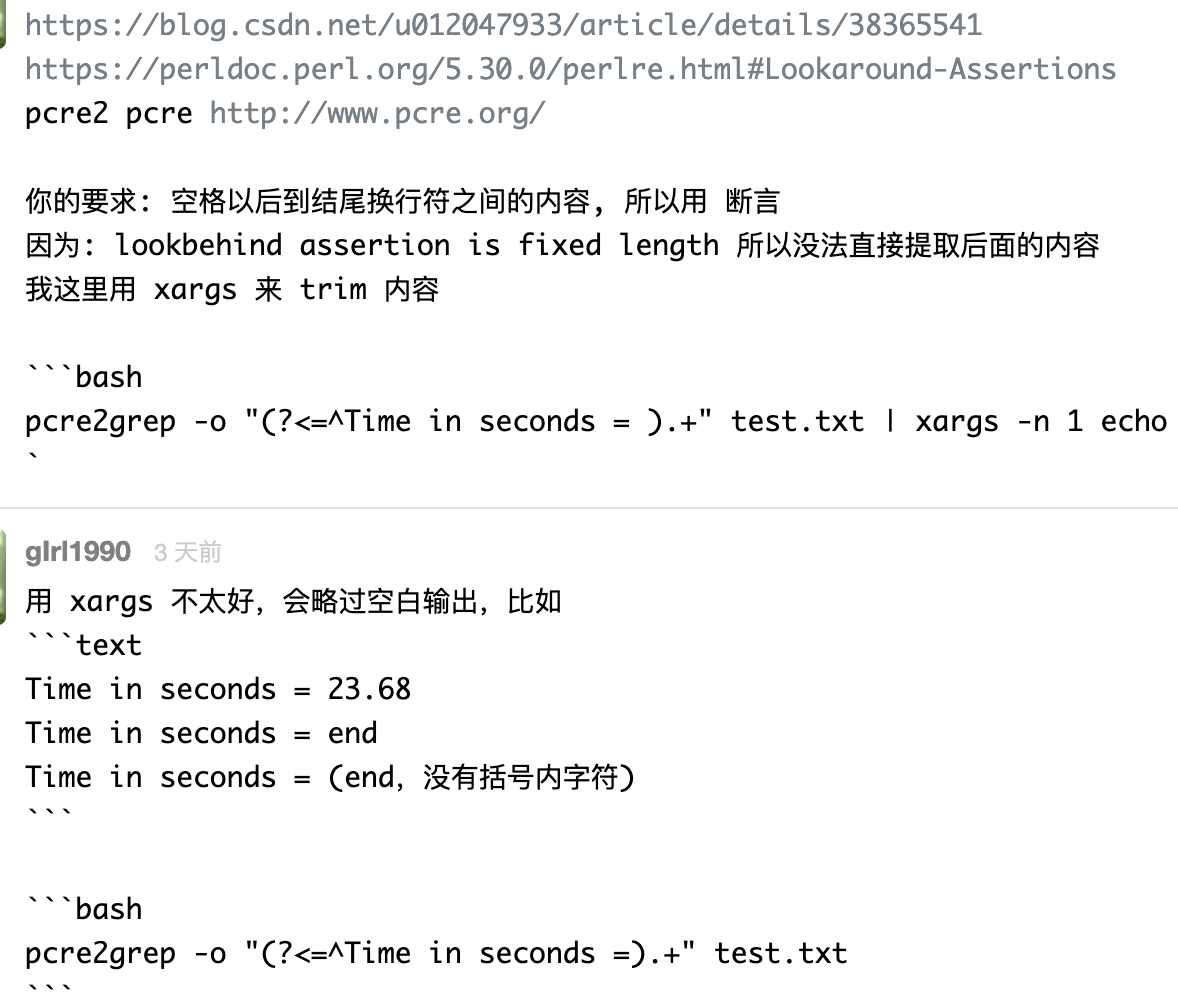 https://blog.csdn.net/u012047933/article/details/38365541
https://perldoc.perl.org/5.30.0/perlre.html#Lookaround-Assertions
pcre2 pcre http://www.pcre.org/
你的要求: 空格以后到结尾换行符之间的内容, 所以用 断言
因为: lookbehind assertion is fixed length 所以没法直接提取后面的内容
我这里用 xargs 来 trim 内容
```bash
pcre2grep -o "(?<=^Time in seconds = ).+" test.txt | xargs -n 1 echo
`
glrl1990 3 天前
用 xargs 不太好，会略过空白输出，比如
```text
Time in seconds = 23.68
Time in seconds = end
Time in seconds = (end，没有括号内字符)
```
```bash
pcre2grep -o "(?<=^Time in seconds =).+" test.txt
```